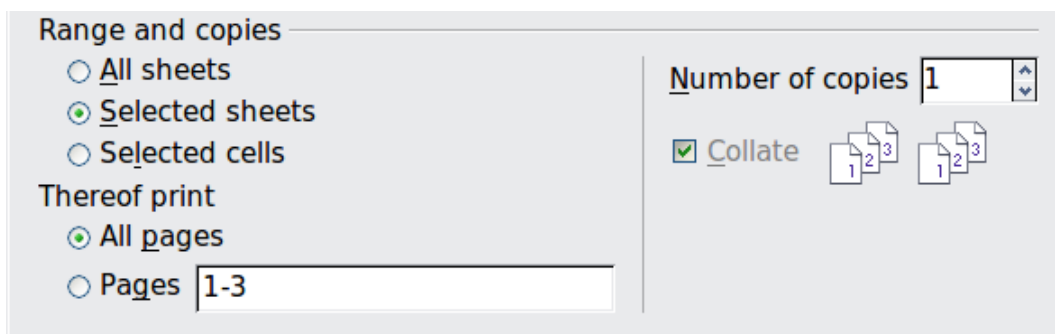 Range and copies
All sheets
Selected sheets
Selected cells
Thereof print
All pages
Pages 1-3
Number of copies 1
Collate 1 2 3 1 2 3